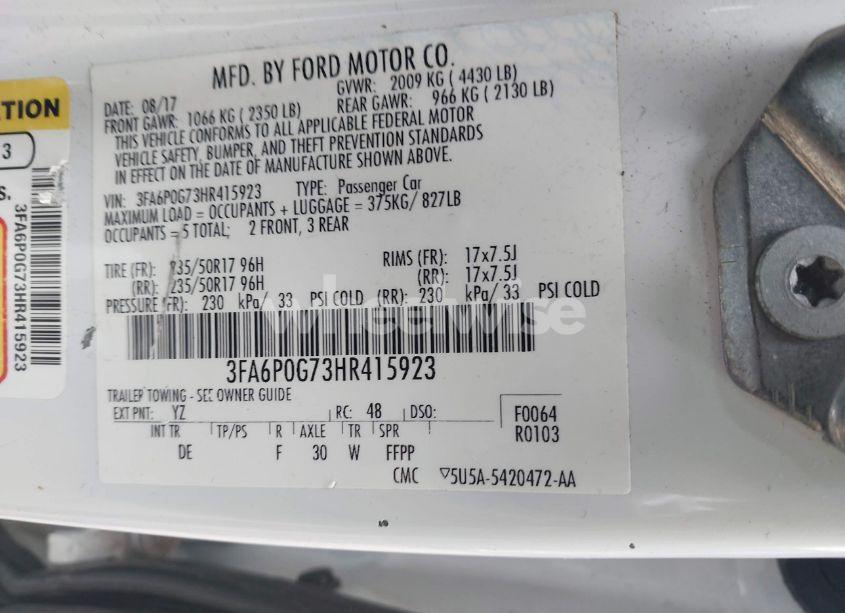 MFD. BY FORD MOTOR CO.
DATE: 08/17 GVWR: 2009 KG ( 4430 LB)
FRONT GAWR: 1066 KG ( 2350 LB) REAR GAWR: 966 KG ( 2130 LB)
THIS VEHICLE CONFORMS TO ALL APPLICABLE FEDERAL MOTOR
VEHICLE SAFETY, BUMPER, AND THEFT PREVENTION STANDARDS
IN EFFECT ON THE DATE OF MANUFACTURE SHOWN ABOVE.
VIN: 3FA6P0G73HR415923 TYPE: Passenger Car
MAXIMUM LOAD = OCCUPANTS + LUGGAGE = 375KG/ 827LB
OCCUPANTS = 5 TOTAL; 2 FRONT, 3 REAR
TIRE (FR): 235/50R17 96H RIMS (FR): 17x7.5J
(RR): 235/50R17 96H (RR): 17x7.5J
PRESSURE (FR): 230 kPa/ 33 PSI COLD (RR): 230 kPa/ 33 PSI COLD
wheelwise
3FA6P0G73HR415923
TRAILER TOWING - SEE OWNER GUIDE
EXT PNT: YZ RC: 48 DSO: F0064
INT TR TP/PS R AXLE TR SPR R0103
DE F 30 W FFPP
CMC ▽5U5A-5420472-AA
TION
3
S.
3FA6P0G73HR415923